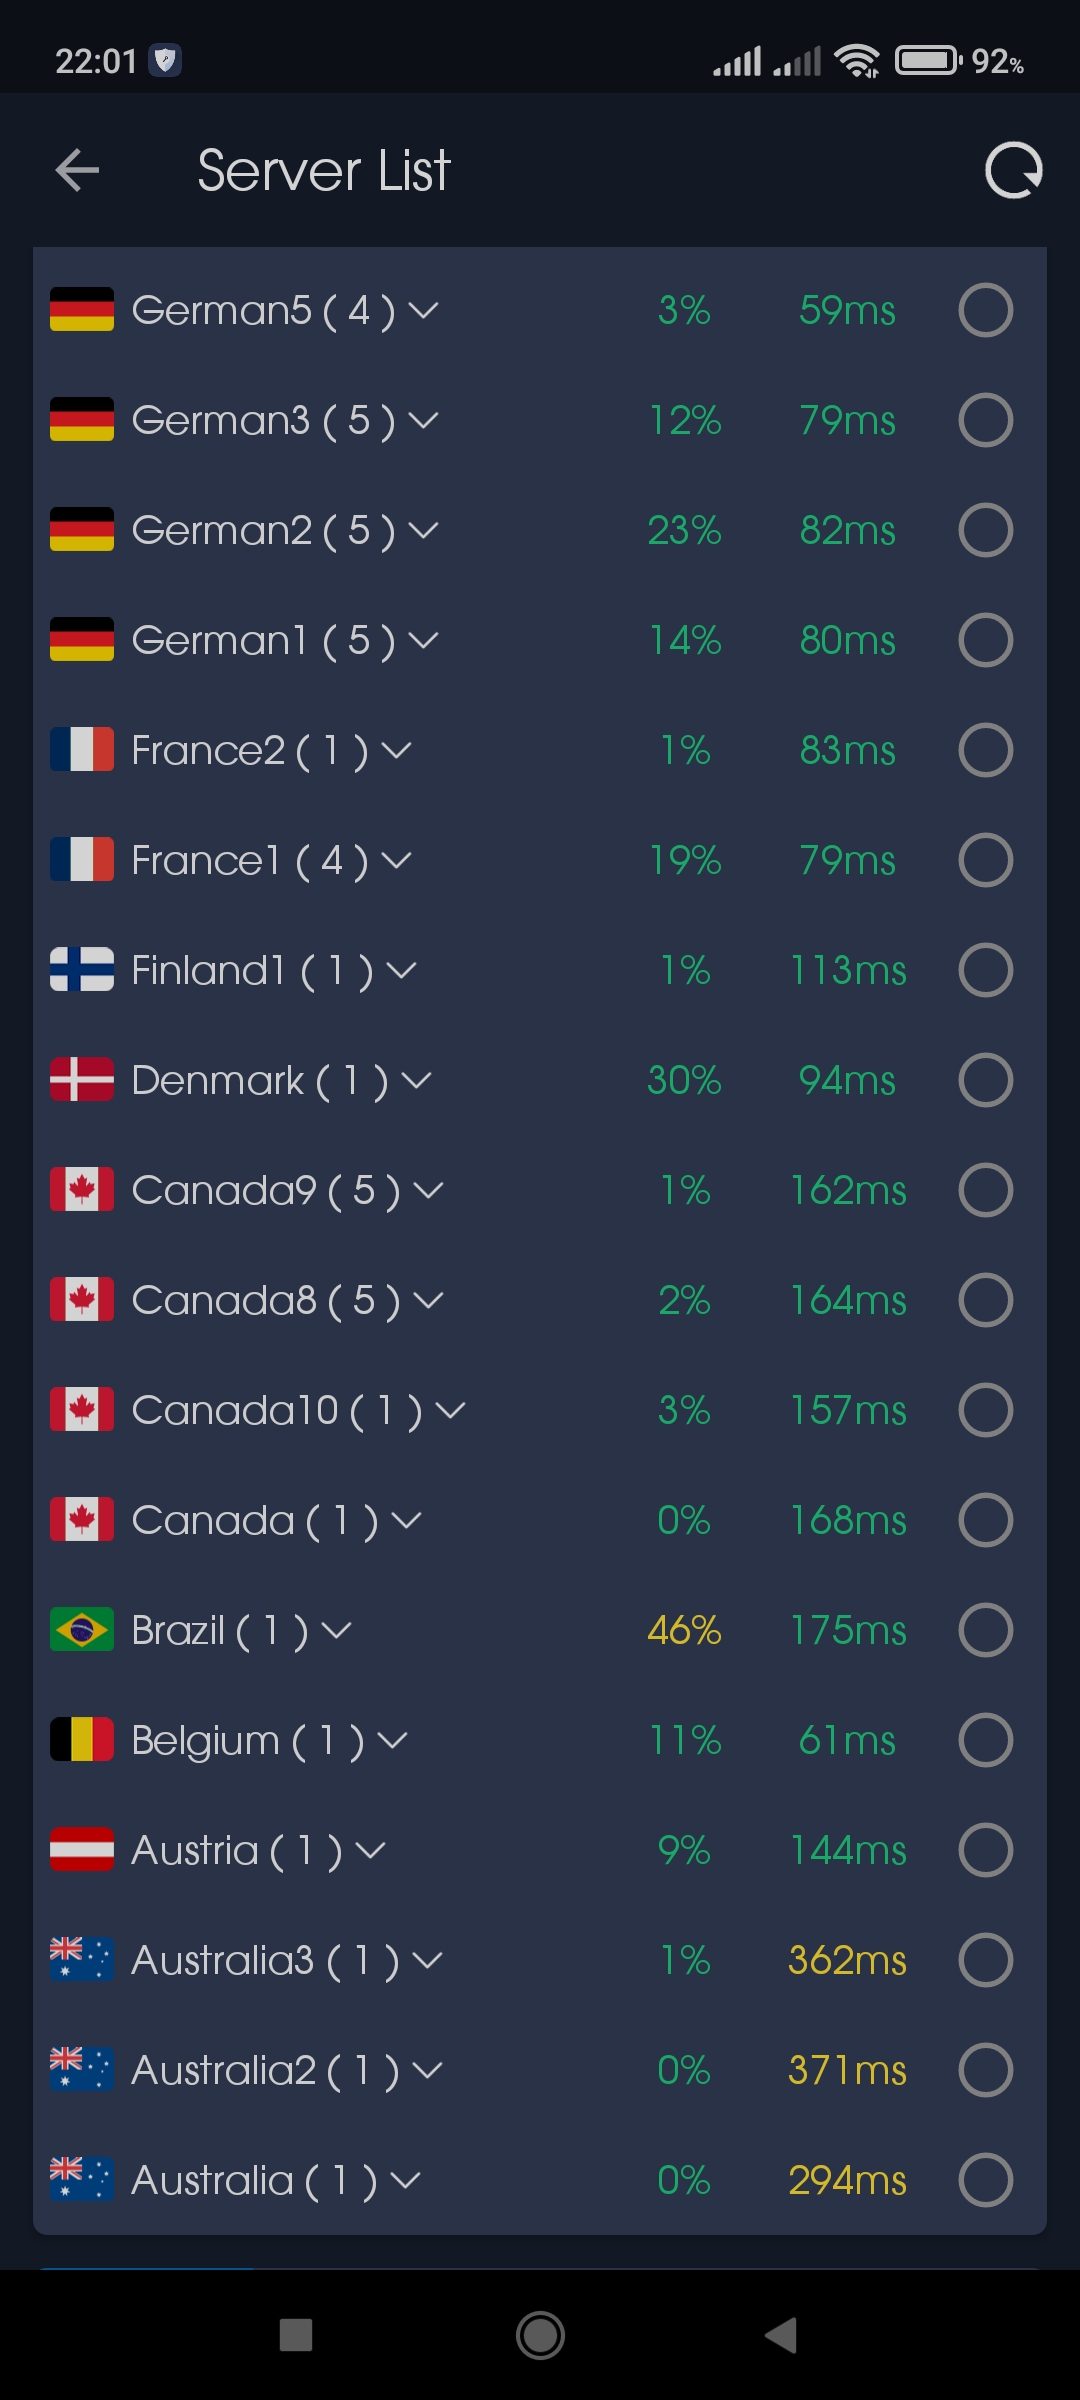 22:01 92%
Server List
German5 ( 4 ) 3% 59ms
German3 ( 5 ) 12% 79ms
German2 ( 5 ) 23% 82ms
German1 ( 5 ) 14% 80ms
France2 ( 1 ) 1% 83ms
France1 ( 4 ) 19% 79ms
Finland1 ( 1 ) 1% 113ms
Denmark ( 1 ) 30% 94ms
Canada9 ( 5 ) 1% 162ms
Canada8 ( 5 ) 2% 164ms
Canada10 ( 1 ) 3% 157ms
Canada ( 1 ) 0% 168ms
Brazil ( 1 ) 46% 175ms
Belgium ( 1 ) 11% 61ms
Austria ( 1 ) 9% 144ms
Australia3 ( 1 ) 1% 362ms
Australia2 ( 1 ) 0% 371ms
Australia ( 1 ) 0% 294ms